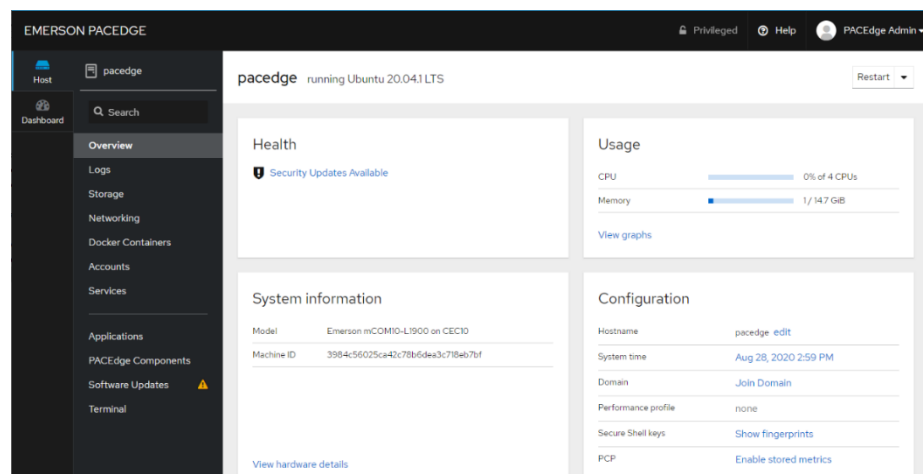 EMERSON PACEDGE
Privileged
Help
PACEdge Admin
Host
Dashboard
pacedge
Search
Overview
Logs
Storage
Networking
Docker Containers
Accounts
Services
Applications
PACEdge Components
Software Updates
Terminal
pacedge running Ubuntu 20.04.1 LTS
Restart
Health
Security Updates Available
Usage
CPU 0% of 4 CPUs
Memory 1 / 14.7 GiB
View graphs
System information
Model Emerson mCOM10-L1900 on CEC10
Machine ID 3984c56025ca42c78b6dea3c718eb7bf
View hardware details
Configuration
Hostname pacedge edit
System time Aug 28, 2020 2:59 PM
Domain Join Domain
Performance profile none
Secure Shell keys Show fingerprints
PCP Enable stored metrics